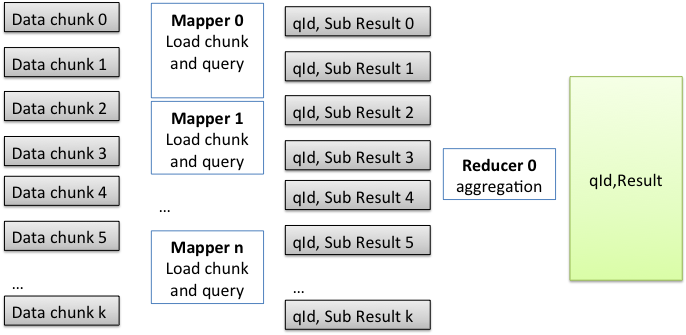 Data chunk 0
Data chunk 1
Data chunk 2
Data chunk 3
Data chunk 4
Data chunk 5
...
Data chunk k
Mapper 0
Load chunk
and query
Mapper 1
Load chunk
and query
...
Mapper n
Load chunk
and query
qId, Sub Result 0
qId, Sub Result 1
qId, Sub Result 2
qId, Sub Result 3
qId, Sub Result 4
qId, Sub Result 5
...
qId, Sub Result k
Reducer 0
aggregation
qId,Result